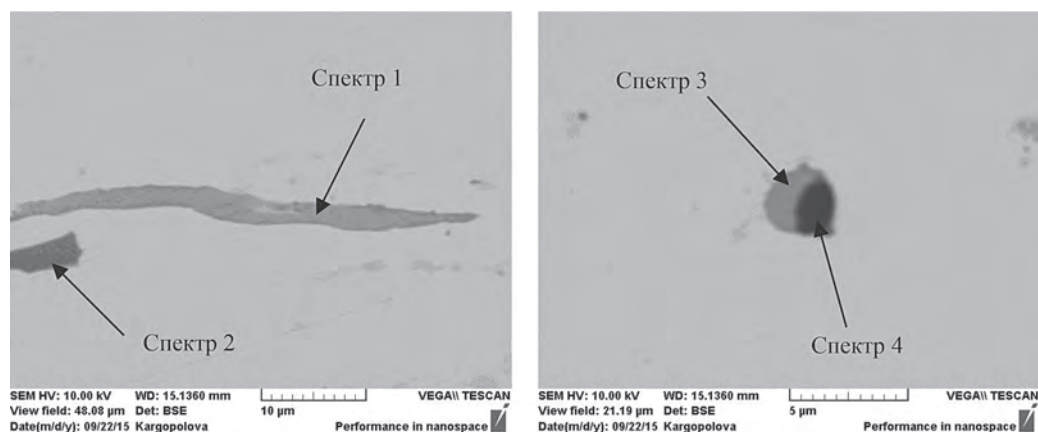 Спектр 1
Спектр 2
SEM HV: 10.00 kV WD: 15.1360 mm VEGA\\ TESCAN
View field: 48.08 µm Det: BSE 10 µm
Date(m/d/y): 09/22/15 Kargopolova Performance in nanospace
Спектр 3
Спектр 4
SEM HV: 10.00 kV WD: 15.1360 mm VEGA\\ TESCAN
View field: 21.19 µm Det: BSE 5 µm
Date(m/d/y): 09/22/15 Kargopolova Performance in nanospace